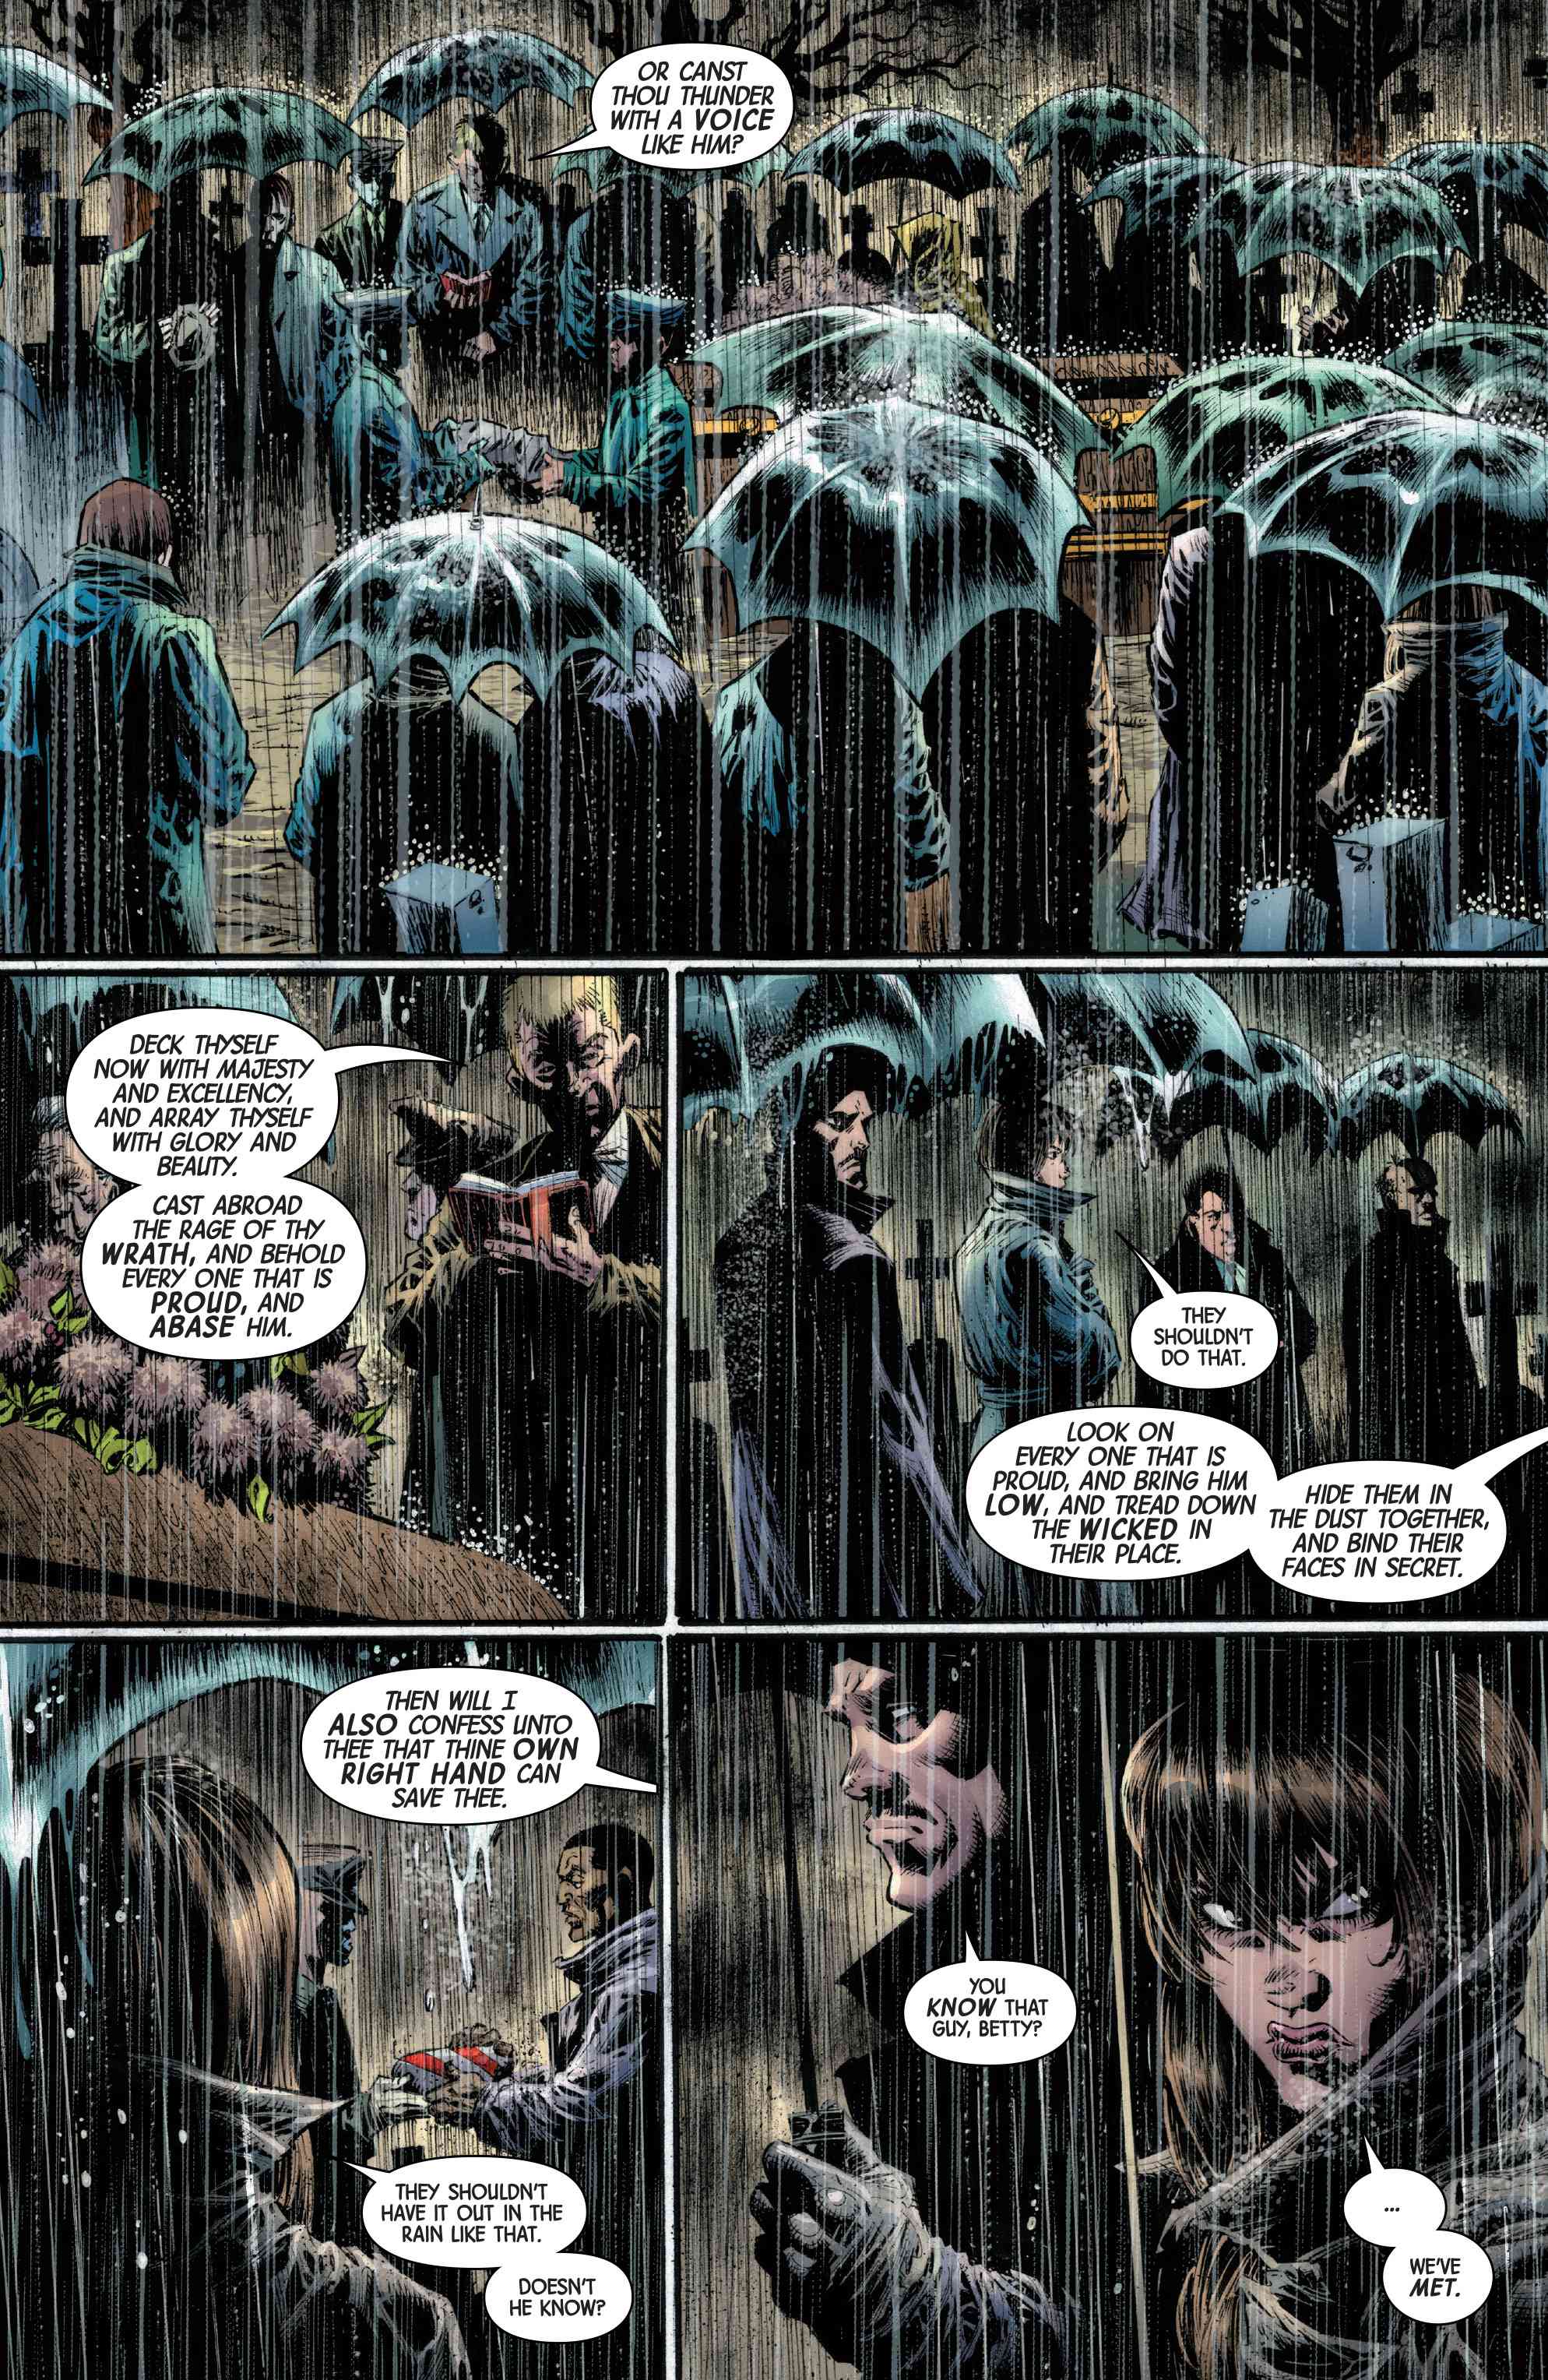 OR CANST
THOU THUNDER
WITH A VOICE
LIKE HIM?
DECK THYSELF
NOW WITH MAJESTY
AND EXCELLENCY,
AND ARRAY THYSELF
WITH GLORY AND
BEAUTY.
CAST ABROAD
THE RAGE OF THY
WRATH, AND BEHOLD
EVERY ONE THAT IS
PROUD, AND
ABASE HIM.
THEY
SHOULDN'T
DO THAT.
LOOK ON
EVERY ONE THAT IS
PROUD, AND BRING HIM
LOW, AND TREAD DOWN
THE WICKED IN
THEIR PLACE.
HIDE THEM IN
THE DUST TOGETHER,
AND BIND THEIR
FACES IN SECRET.
THEN WILL I
ALSO CONFESS UNTO
THEE THAT THINE OWN
RIGHT HAND CAN
SAVE THEE.
THEY SHOULDN'T
HAVE IT OUT IN THE
RAIN LIKE THAT.
DOESN'T
HE KNOW?
YOU
KNOW THAT
GUY, BETTY?
...
WE'VE
MET.